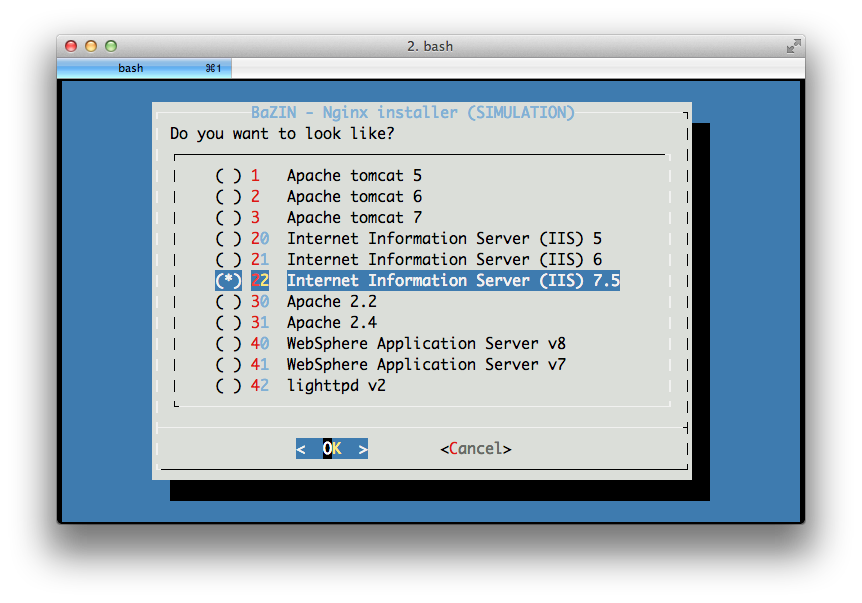 2. bash
bash ⌘1
BaZIN - Nginx installer (SIMULATION)
Do you want to look like?
( ) 1 Apache tomcat 5
( ) 2 Apache tomcat 6
( ) 3 Apache tomcat 7
( ) 20 Internet Information Server (IIS) 5
( ) 21 Internet Information Server (IIS) 6
(*) 22 Internet Information Server (IIS) 7.5
( ) 30 Apache 2.2
( ) 31 Apache 2.4
( ) 40 WebSphere Application Server v8
( ) 41 WebSphere Application Server v7
( ) 42 lighttpd v2
< OK > <Cancel>